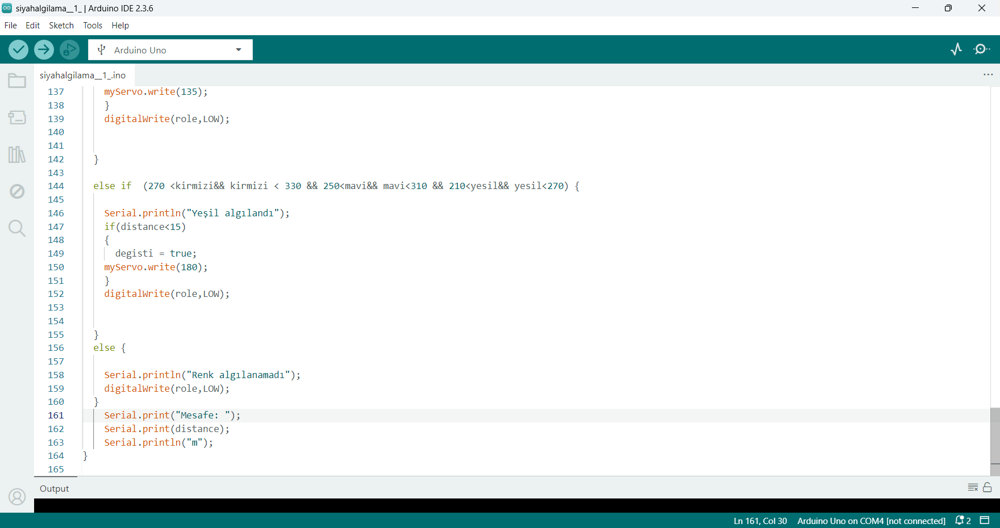 siyahalgilama__1_ | Arduino IDE 2.3.6
File Edit Sketch Tools Help
Arduino Uno
siyahalgilama__1_.ino
137 myServo.write(135);
138 }
139 digitalWrite(role,LOW);
140
141
142 }
143
144 else if  (270 <kirmizi&& kirmizi < 330 && 250<mavi&& mavi<310 && 210<yesil&& yesil<270) {
145
146 Serial.println("Yeşil algılandı");
147 if(distance<15)
148 {
149 degisti = true;
150 myServo.write(180);
151 }
152 digitalWrite(role,LOW);
153
154
155 }
156 else {
157
158 Serial.println("Renk algılanamadı");
159 digitalWrite(role,LOW);
160 }
161 Serial.print("Mesafe: ");
162 Serial.print(distance);
163 Serial.println("m");
164 }
165
Output
Ln 161, Col 30 Arduino Uno on COM4 [not connected] 2